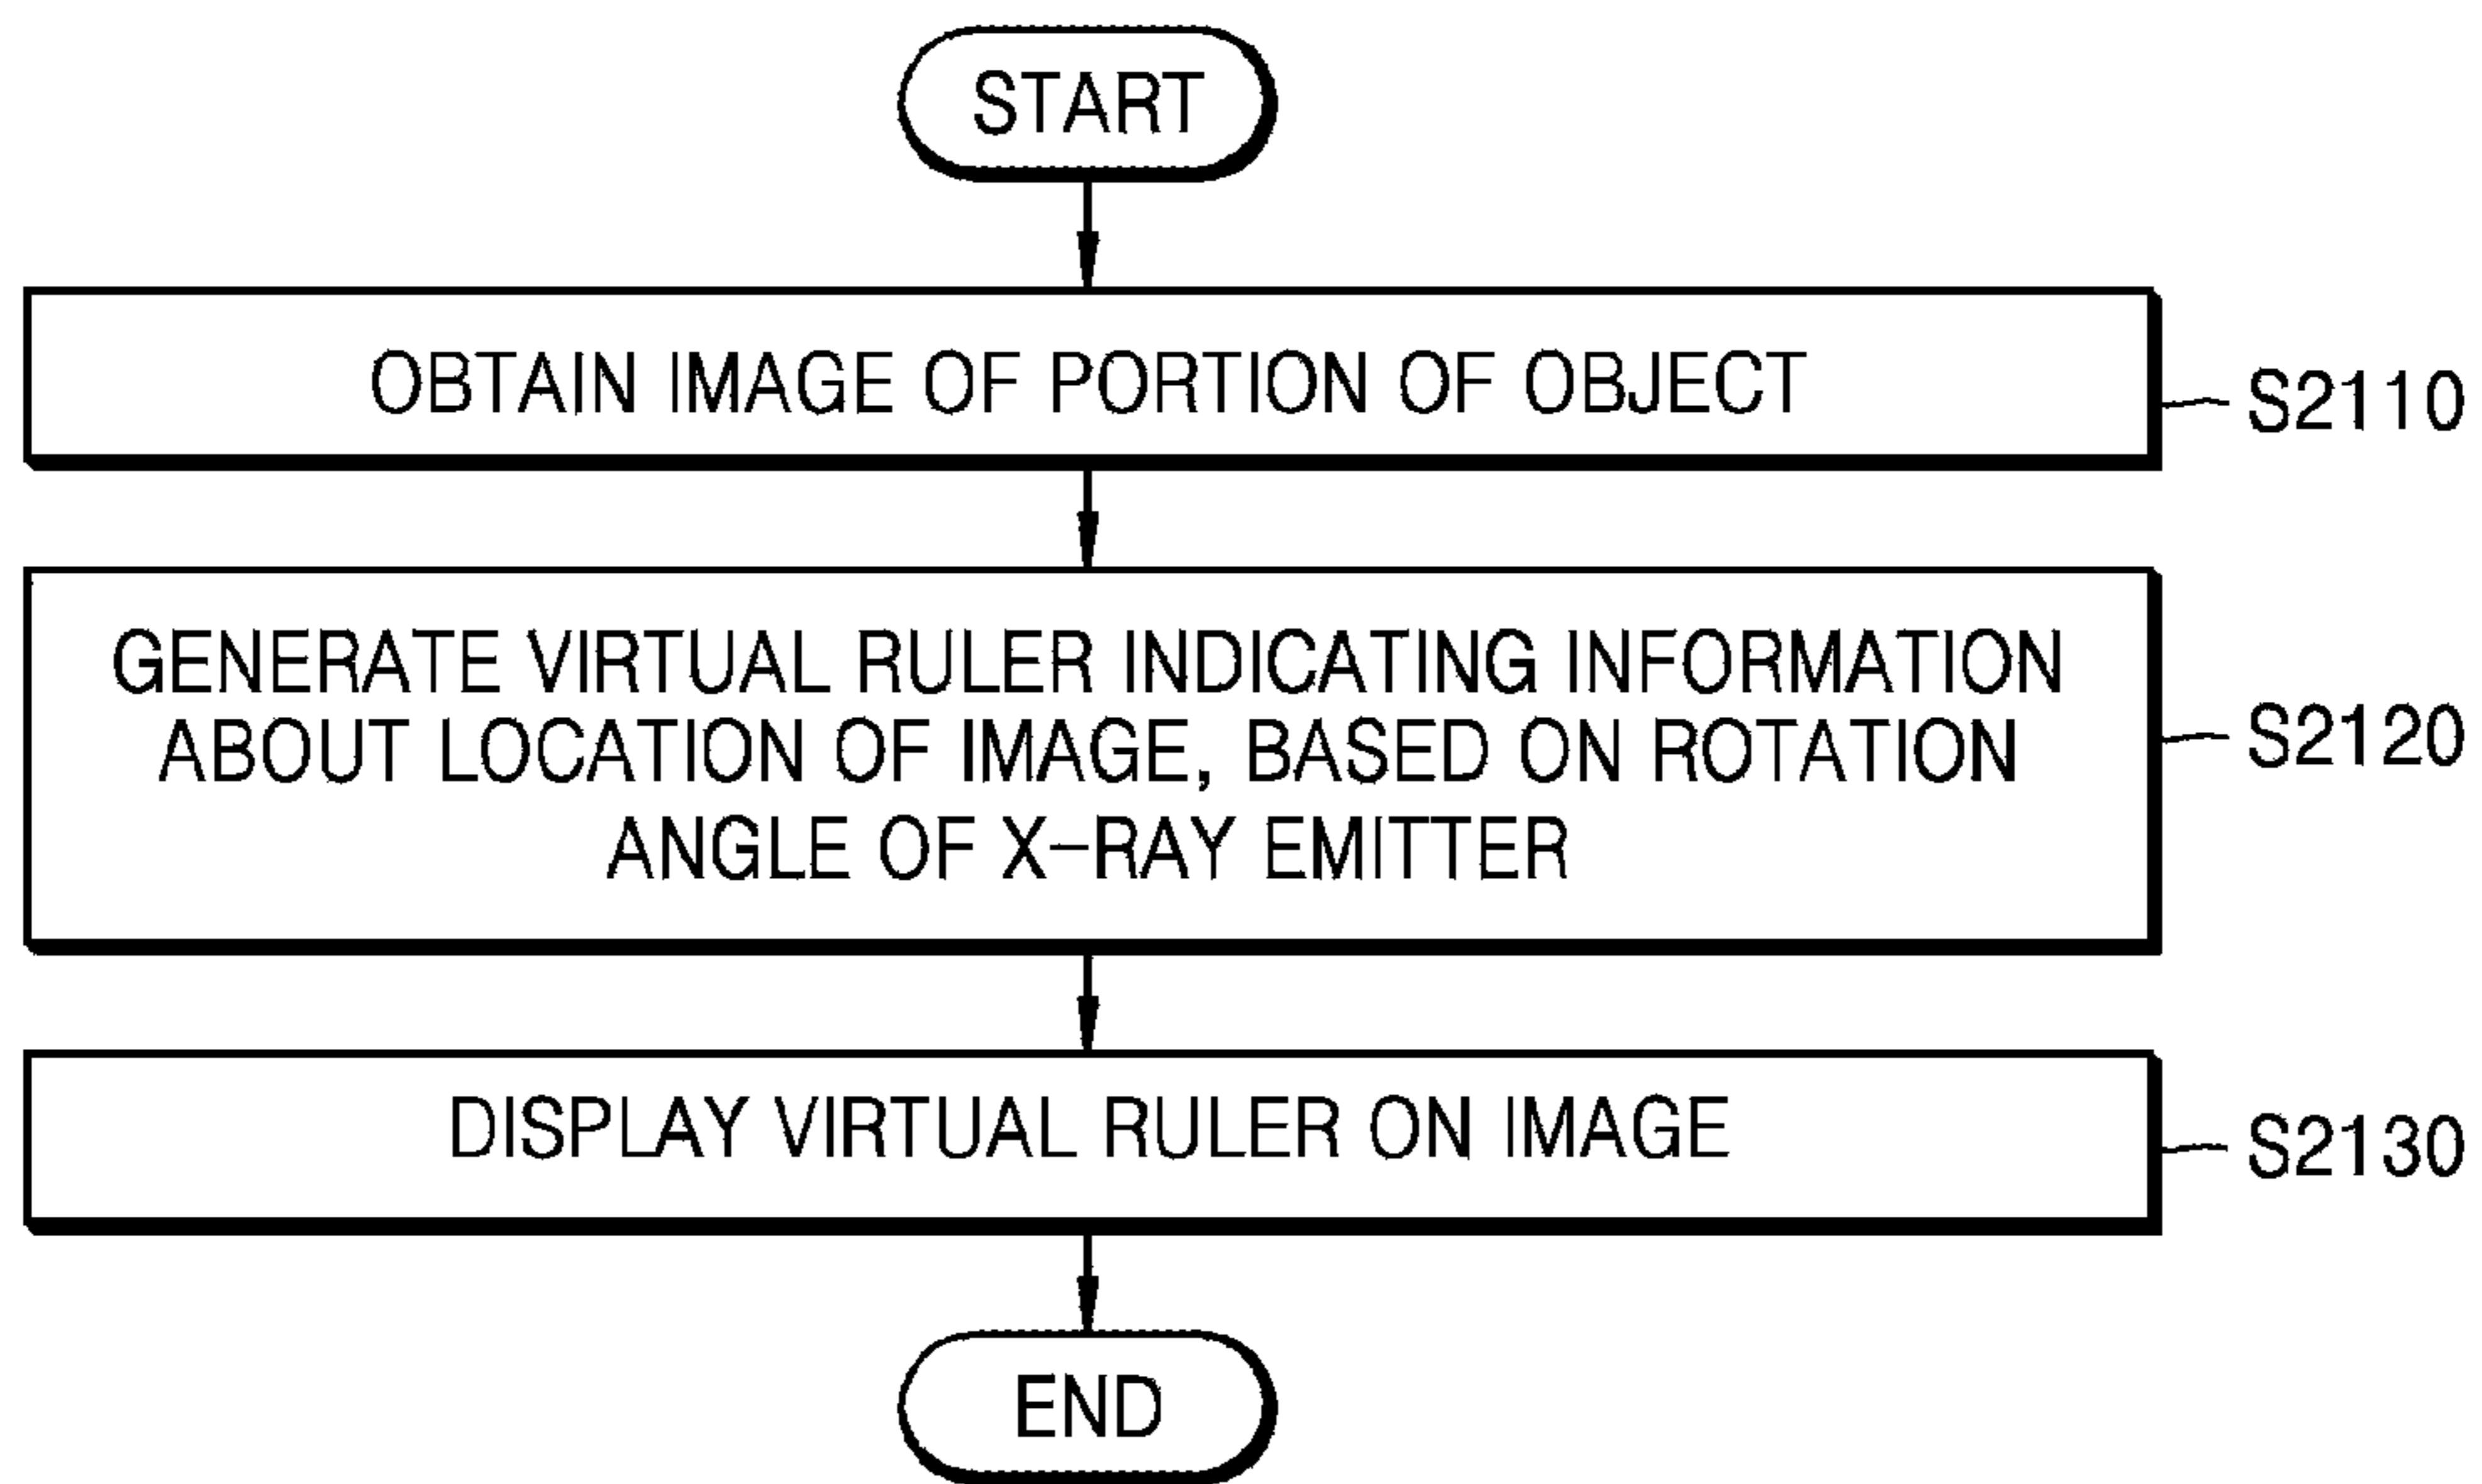 START
OBTAIN IMAGE OF PORTION OF OBJECT
S2110
GENERATE VIRTUAL RULER INDICATING INFORMATION
ABOUT LOCATION OF IMAGE, BASED ON ROTATION
ANGLE OF X-RAY EMITTER
S2120
DISPLAY VIRTUAL RULER ON IMAGE
S2130
END